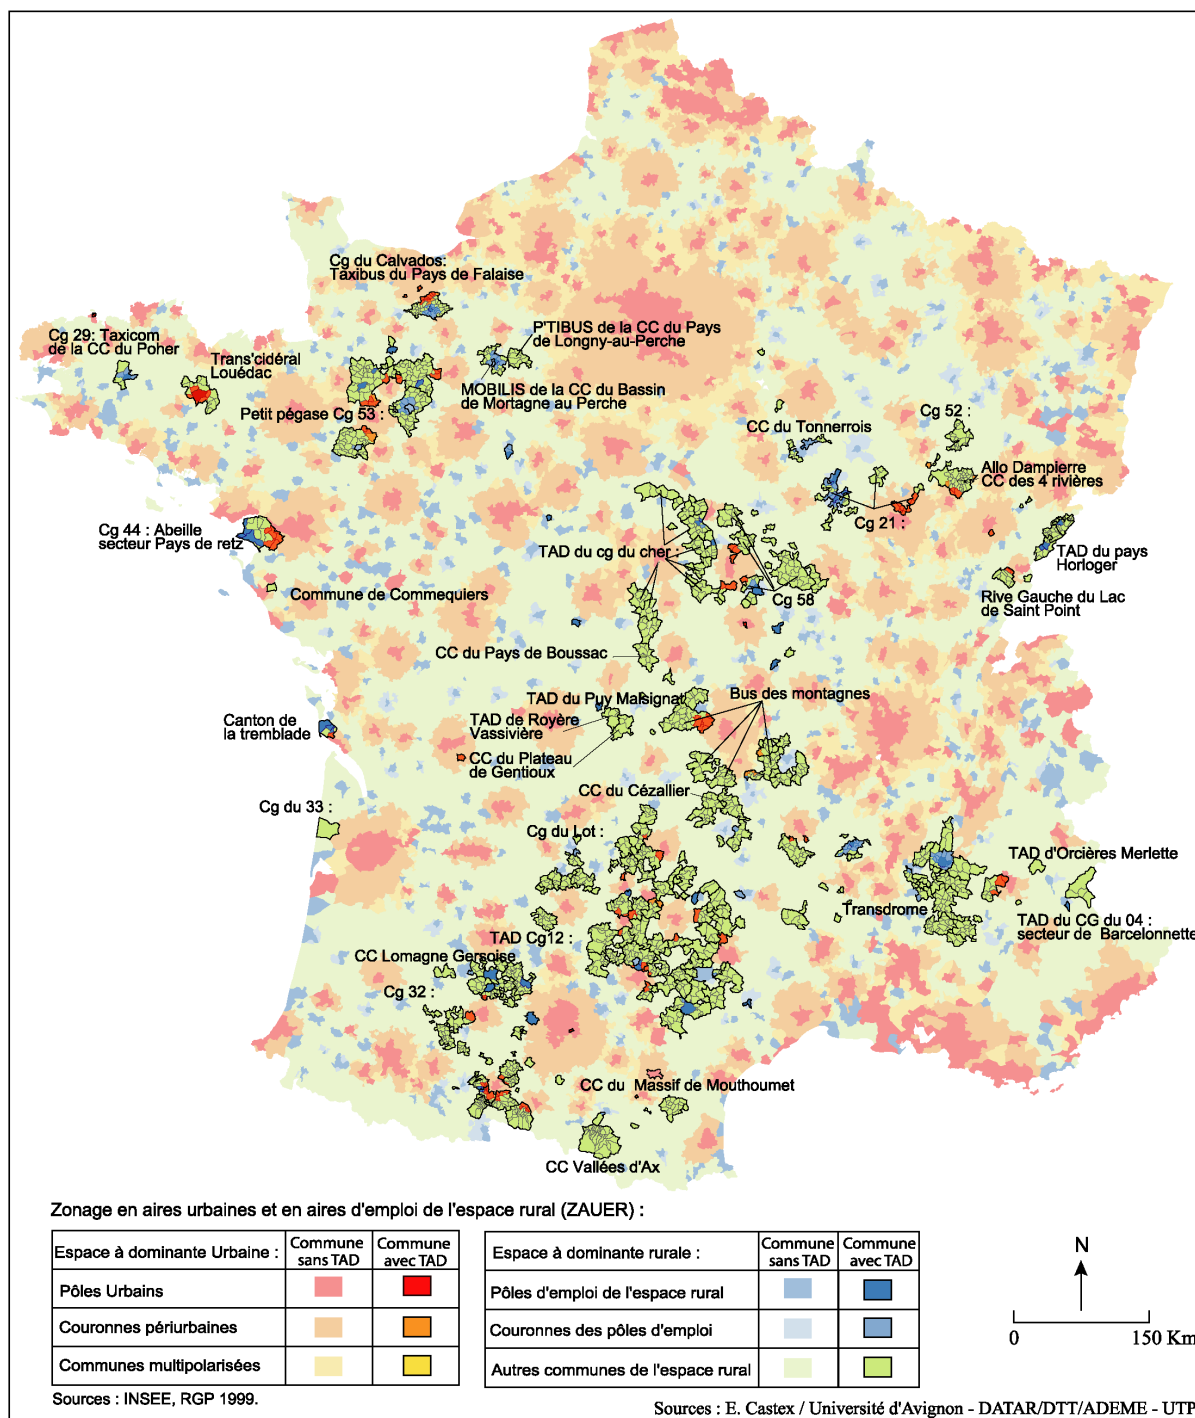 Cg du Calvados:
Taxibus du Pays de Falaise
Cg 29: Taxicom
de la CC du Poher
Trans'cidéral
Louédac
P'TIBUS de la CC du Pays
de Longny-au-Perche
MOBILIS de la CC du Bassin
de Mortagne au Perche
Petit pégase Cg 53 :
CC du Tonnerrois
Cg 52 :
Allo Dampierre
CC des 4 rivières
Cg 21 :
Cg 44 : Abeille
secteur Pays de retz
TAD du cg du cher :
TAD du pays
Horloger
Commune de Commequiers
Cg 58
Rive Gauche du Lac
de Saint Point
CC du Pays de Boussac
TAD du Puy Malsignat
Bus des montagnes
TAD de Royère
Vassivière
Canton de
la tremblade
CC du Plateau
de Gentioux
CC du Cézallier
Cg du 33 :
Cg du Lot :
TAD d'Orcières Merlette
Transdrome
TAD du CG du 04 :
secteur de Barcelonnette
TAD Cg12 :
CC Lomagne Gersoise
Cg 32 :
CC du Massif de Mouthoumet
CC Vallées d'Ax
Zonage en aires urbaines et en aires d'emploi de l'espace rural (ZAUER) :
Espace à dominante Urbaine :
Commune
sans TAD
Commune
avec TAD
Pôles Urbains
Couronnes périurbaines
Communes multipolarisées
Espace à dominante rurale :
Commune
sans TAD
Commune
avec TAD
Pôles d'emploi de l'espace rural
Couronnes des pôles d'emploi
Autres communes de l'espace rural
N
0 150 Km
Sources : INSEE, RGP 1999.
Sources : E. Castex / Université d'Avignon - DATAR/DTT/ADEME - UTP